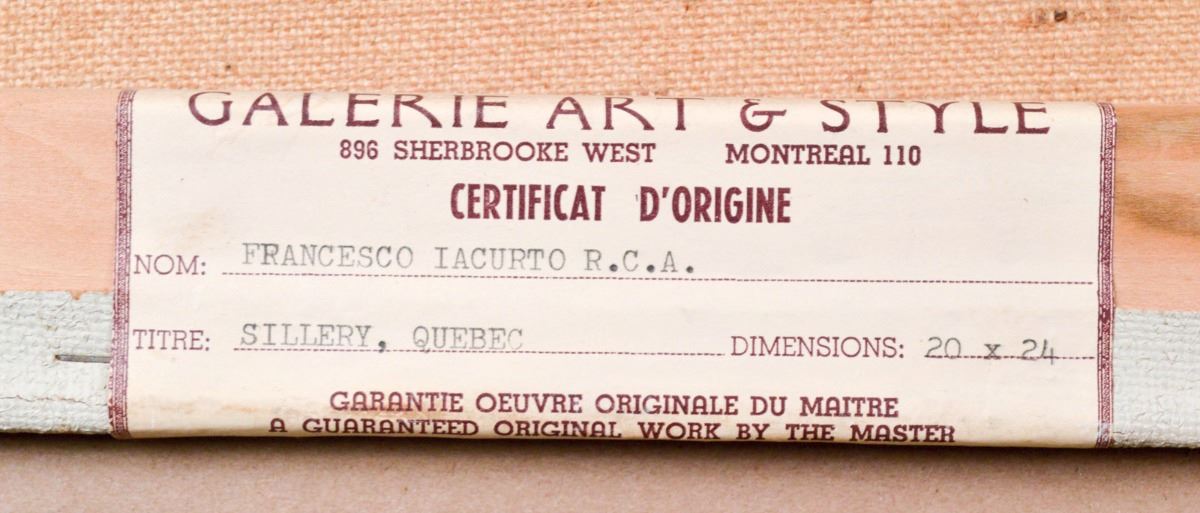 GALERIE ART & STYLE
896 SHERBROOKE WEST MONTREAL 110
CERTIFICAT D'ORIGINE
NOM: FRANCESCO IACURTO R.C.A.
TITRE: SILLERY, QUEBEC DIMENSIONS: 20 x 24
GARANTIE OEUVRE ORIGINALE DU MAITRE
A GUARANTEED ORIGINAL WORK BY THE MASTER